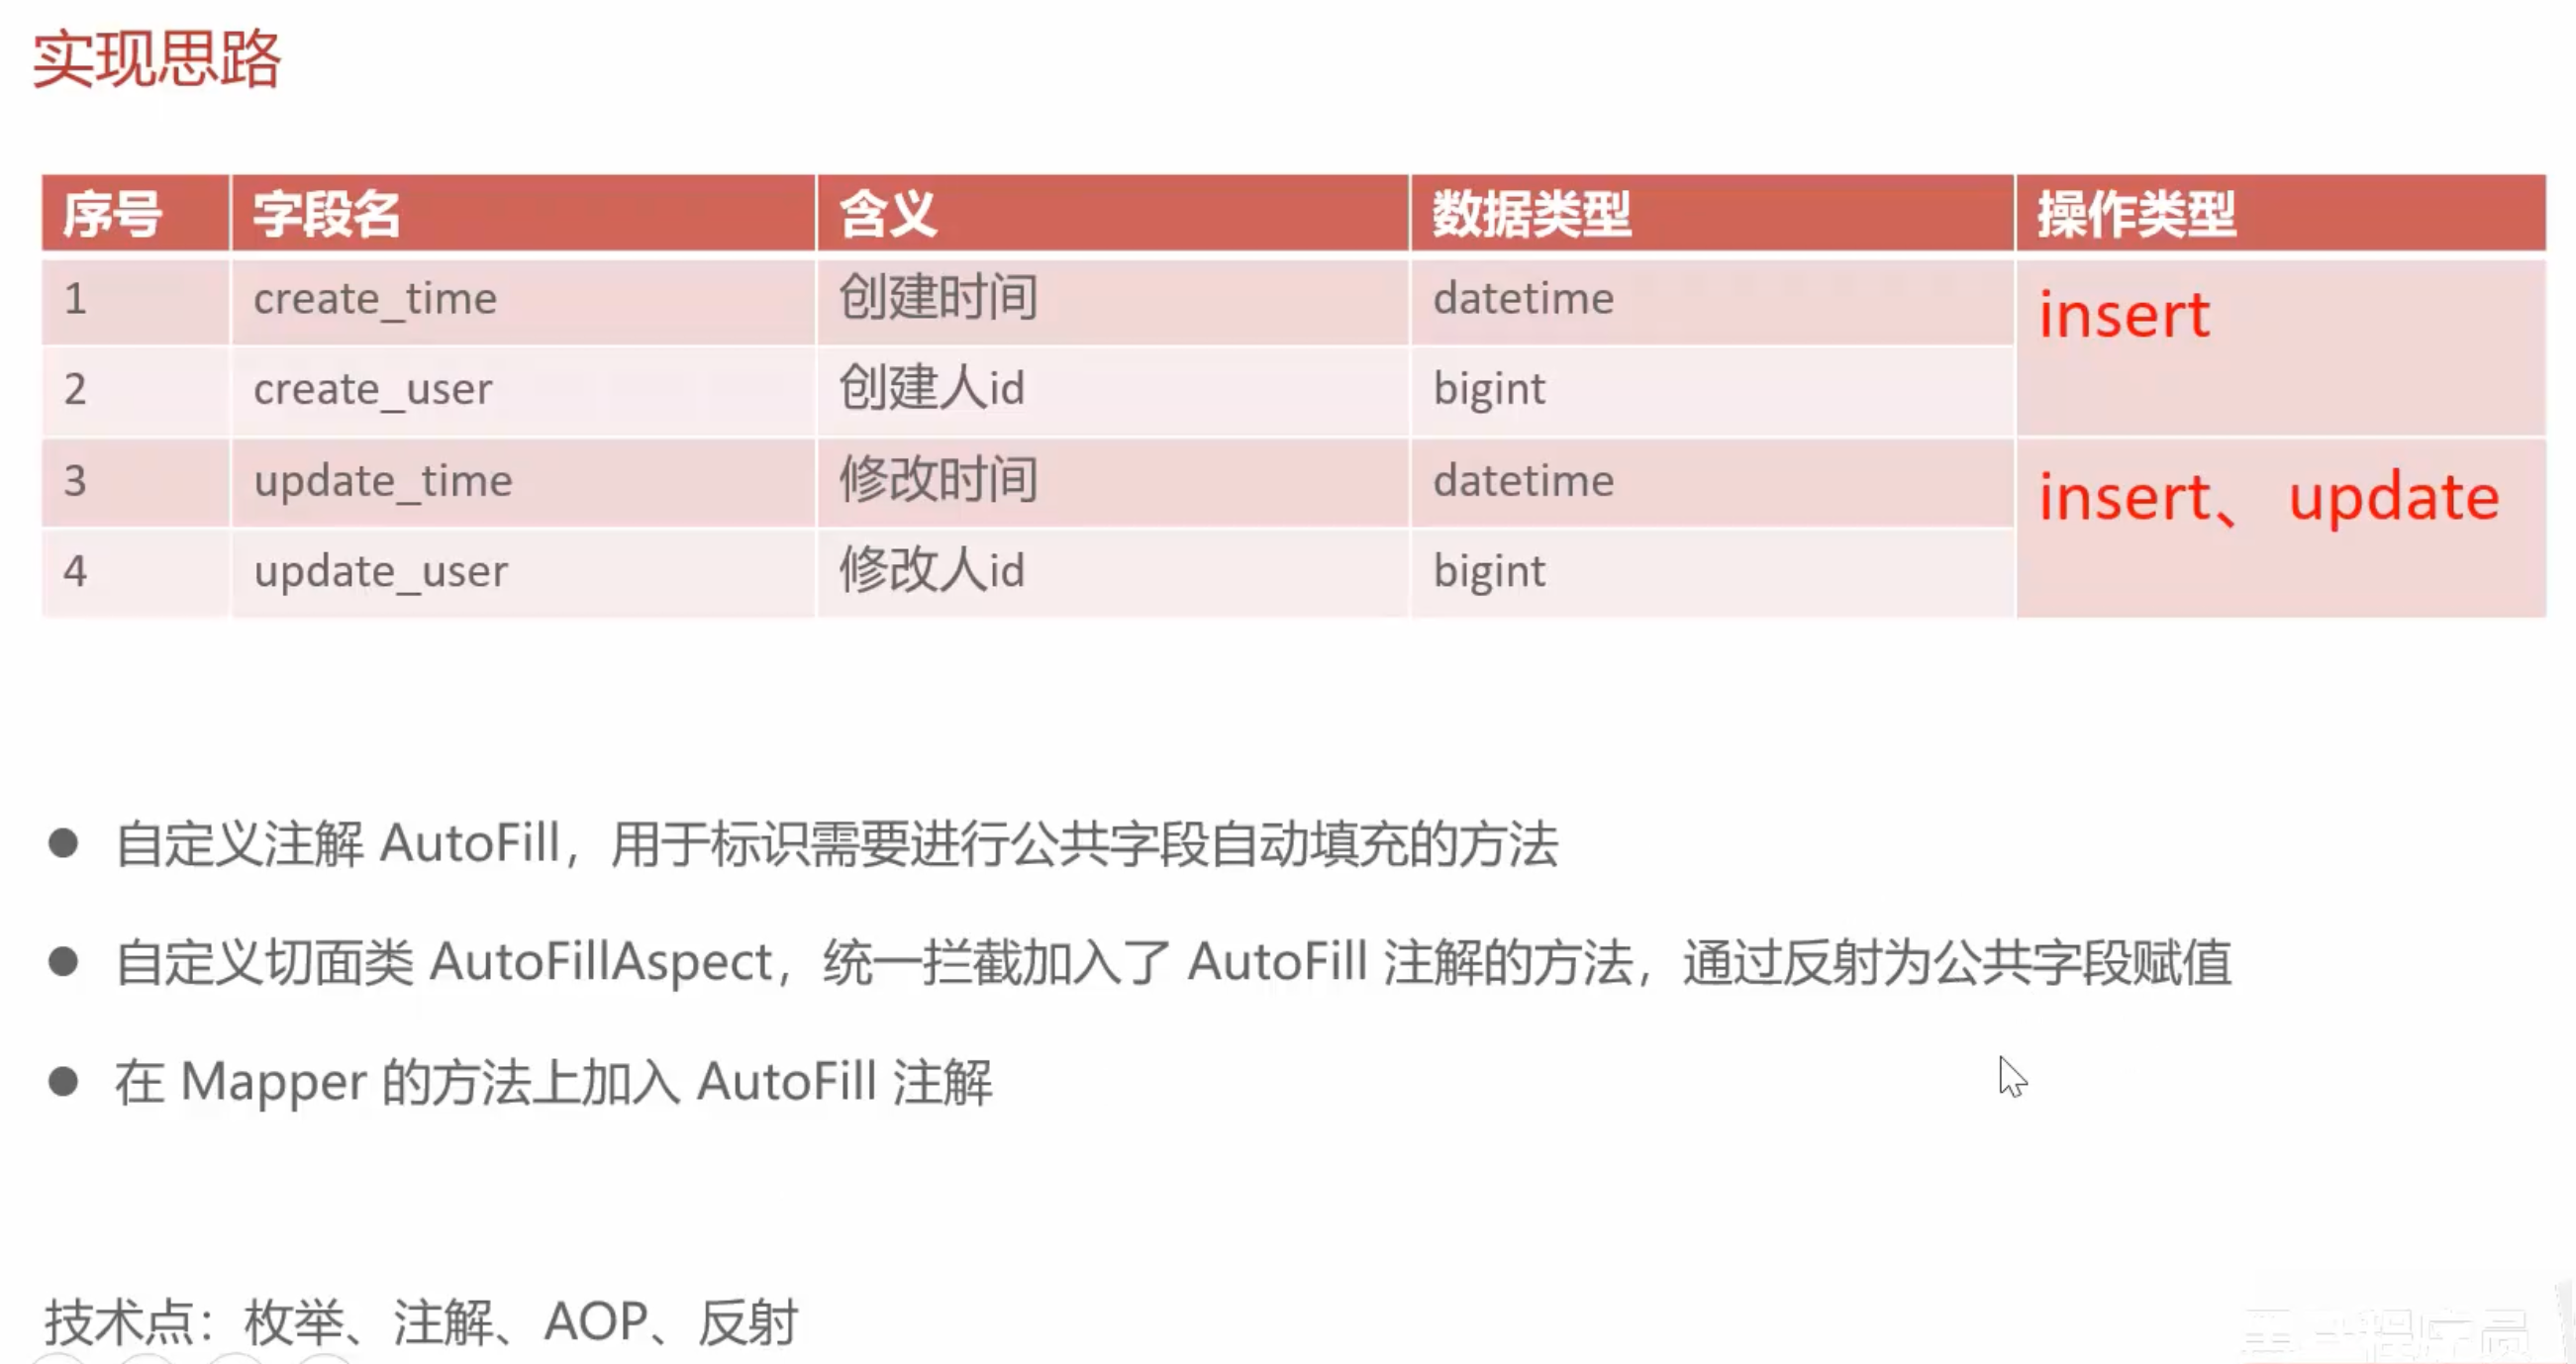 实现思路
序号 字段名 含义 数据类型 操作类型
1 create_time 创建时间 datetime insert
2 create_user 创建人id bigint
3 update_time 修改时间 datetime insert、update
4 update_user 修改人id bigint
● 自定义注解 AutoFill，用于标识需要进行公共字段自动填充的方法
● 自定义切面类 AutoFillAspect，统一拦截加入了 AutoFill 注解的方法，通过反射为公共字段赋值
● 在 Mapper 的方法上加入 AutoFill 注解
技术点：枚举、注解、AOP、反射